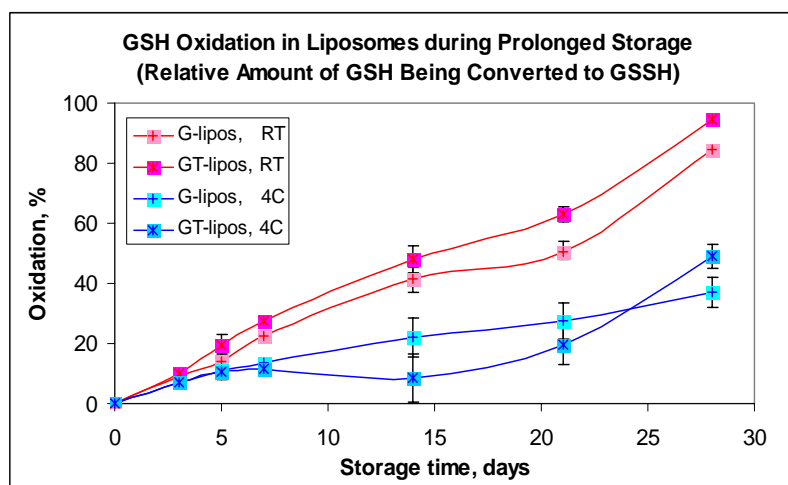 GSH Oxidation in Liposomes during Prolonged Storage
(Relative Amount of GSH Being Converted to GSSH)
Oxidation, %
100
80
60
40
20
0
G-lipos, RT
GT-lipos, RT
G-lipos, 4C
GT-lipos, 4C
0 5 10 15 20 25 30
Storage time, days